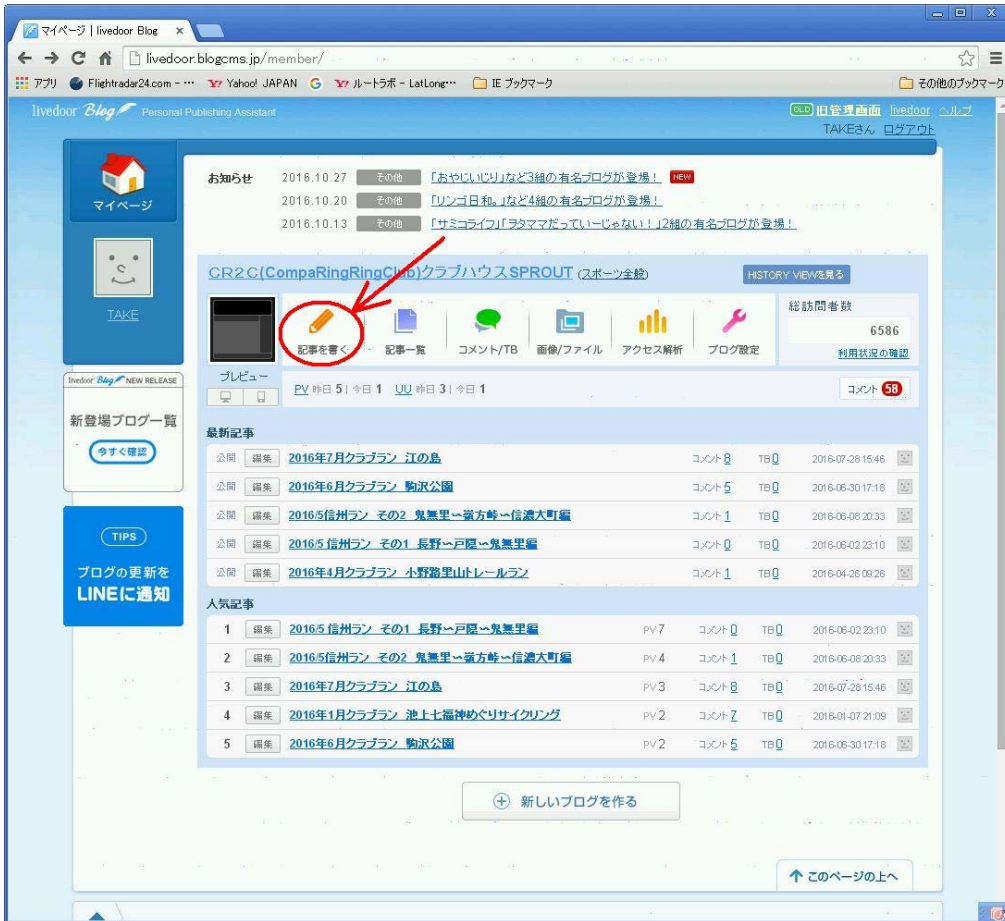 マイページ | livedoor Blog ×
livedoor.blogcms.jp/member/
アプリ Flightradar24.com - … Yahoo! JAPAN ルートラボ - LatLong… IE ブックマーク その他のブックマーク
livedoor Blog Personal Publishing Assistant OLD 旧管理画面 livedoor ヘルプ
TAKEさん ログアウト
マイページ
TAKE
livedoor Blog NEW RELEASE
新登場ブログ一覧
今すぐ確認
TIPS
ブログの更新を
LINEに通知
お知らせ 2016.10.27 その他 「おやじいじり」など3組の有名ブログが登場! NEW
2016.10.20 その他 「リンゴ日和。」など4組の有名ブログが登場!
2016.10.13 その他 「サミコライフ」「ヲタママだっていーじゃない!」2組の有名ブログが登場!
CR2C(CompaRingRingClub)クラブハウスSPROUT (スポーツ全般) HISTORY VIEWを見る
記事を書く 記事一覧 コメント/TB 画像/ファイル アクセス解析 ブログ設定
総訪問者数
6586
利用状況の確認
プレビュー
PV 昨日 5 | 今日 1 UU 昨日 3 | 今日 1 コメント 58
最新記事
公開 編集 2016年7月クラブラン 江の島 コメント 8 TB 0 2016-07-28 15:46
公開 編集 2016年6月クラブラン 駒沢公園 コメント 5 TB 0 2016-06-30 17:18
公開 編集 2016/5信州ラン その2 鬼無里〜嶺方峠〜信濃大町編 コメント 1 TB 0 2016-06-08 20:33
公開 編集 2016/5 信州ラン その1 長野〜戸隠〜鬼無里編 コメント 0 TB 0 2016-06-02 23:10
公開 編集 2016年4月クラブラン 小野路里山トレールラン コメント 1 TB 0 2016-04-26 09:26
人気記事
1 編集 2016/5 信州ラン その1 長野〜戸隠〜鬼無里編 PV 7 コメント 0 TB 0 2016-06-02 23:10
2 編集 2016/5信州ラン その2 鬼無里〜嶺方峠〜信濃大町編 PV 4 コメント 1 TB 0 2016-06-08 20:33
3 編集 2016年7月クラブラン 江の島 PV 3 コメント 8 TB 0 2016-07-28 15:46
4 編集 2016年1月クラブラン 池上七福神めぐりサイクリング PV 2 コメント 7 TB 0 2016-01-07 21:09
5 編集 2016年6月クラブラン 駒沢公園 PV 2 コメント 5 TB 0 2016-06-30 17:18
新しいブログを作る
このページの上へ